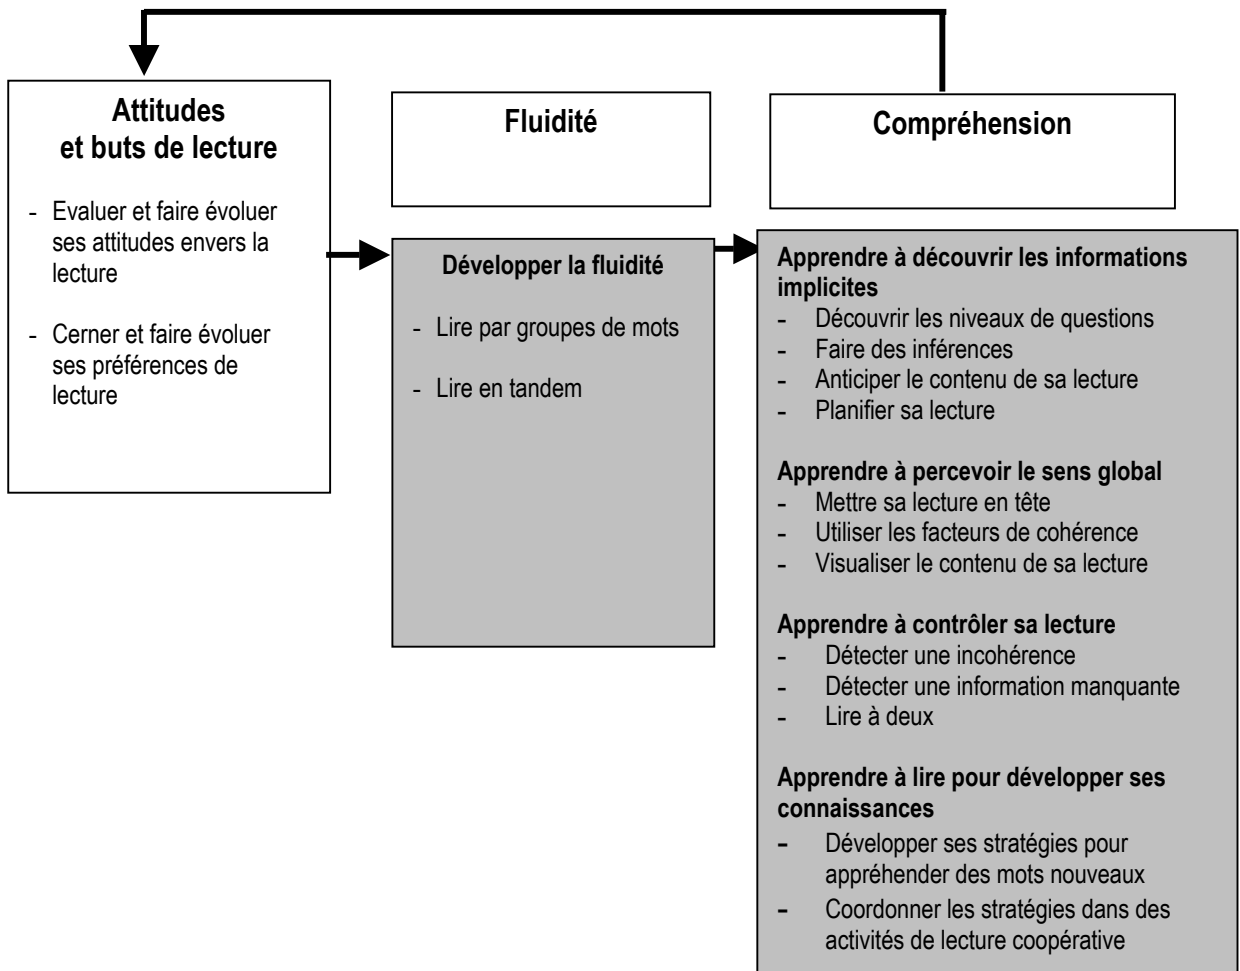 Attitudes
et buts de lecture
- Evaluer et faire évoluer
ses attitudes envers la
lecture
- Cerner et faire évoluer
ses préférences de
lecture
Fluidité
Développer la fluidité
- Lire par groupes de mots
- Lire en tandem
Compréhension
Apprendre à découvrir les informations
implicites
- Découvrir les niveaux de questions
- Faire des inférences
- Anticiper le contenu de sa lecture
- Planifier sa lecture
Apprendre à percevoir le sens global
- Mettre sa lecture en tête
- Utiliser les facteurs de cohérence
- Visualiser le contenu de sa lecture
Apprendre à contrôler sa lecture
- Détecter une incohérence
- Détecter une information manquante
- Lire à deux
Apprendre à lire pour développer ses
connaissances
- Développer ses stratégies pour
appréhender des mots nouveaux
- Coordonner les stratégies dans des
activités de lecture coopérative